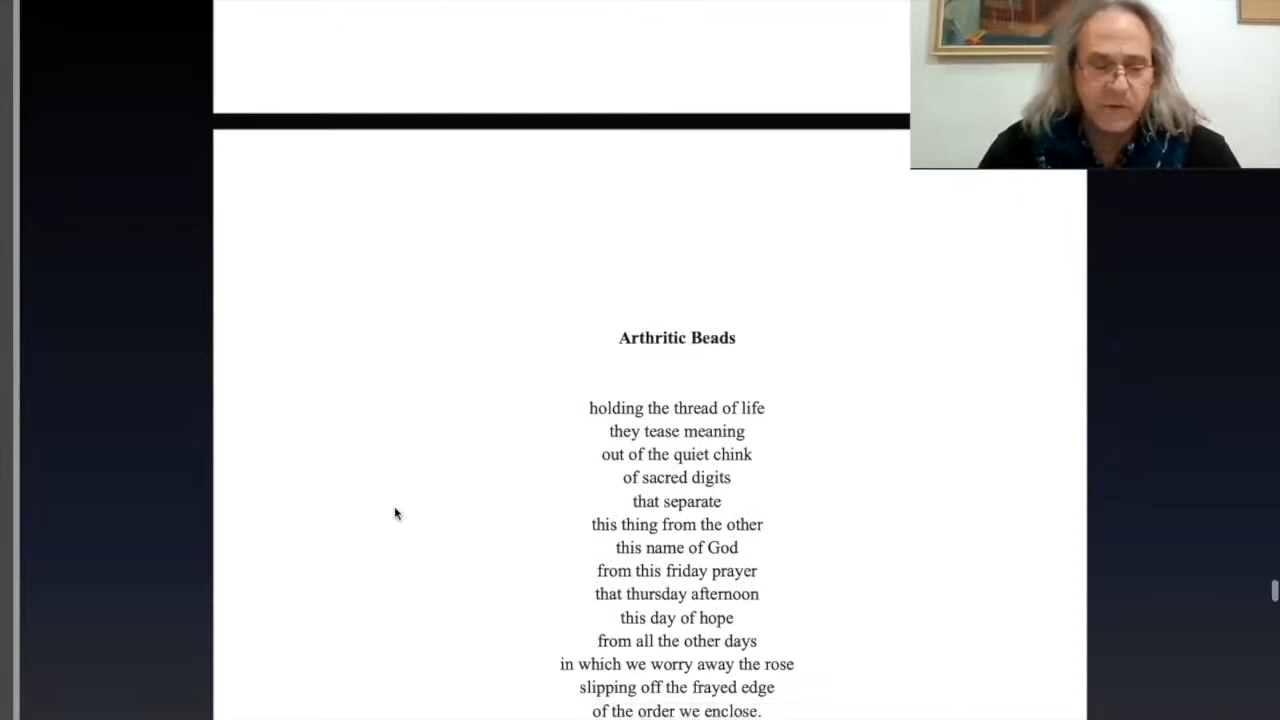 Arthritic Beads
holding the thread of life
they tease meaning
out of the quiet chink
of sacred digits
that separate
this thing from the other
this name of God
from this friday prayer
that thursday afternoon
this day of hope
from all the other days
in which we worry away the rose
slipping off the frayed edge
of the order we enclose.